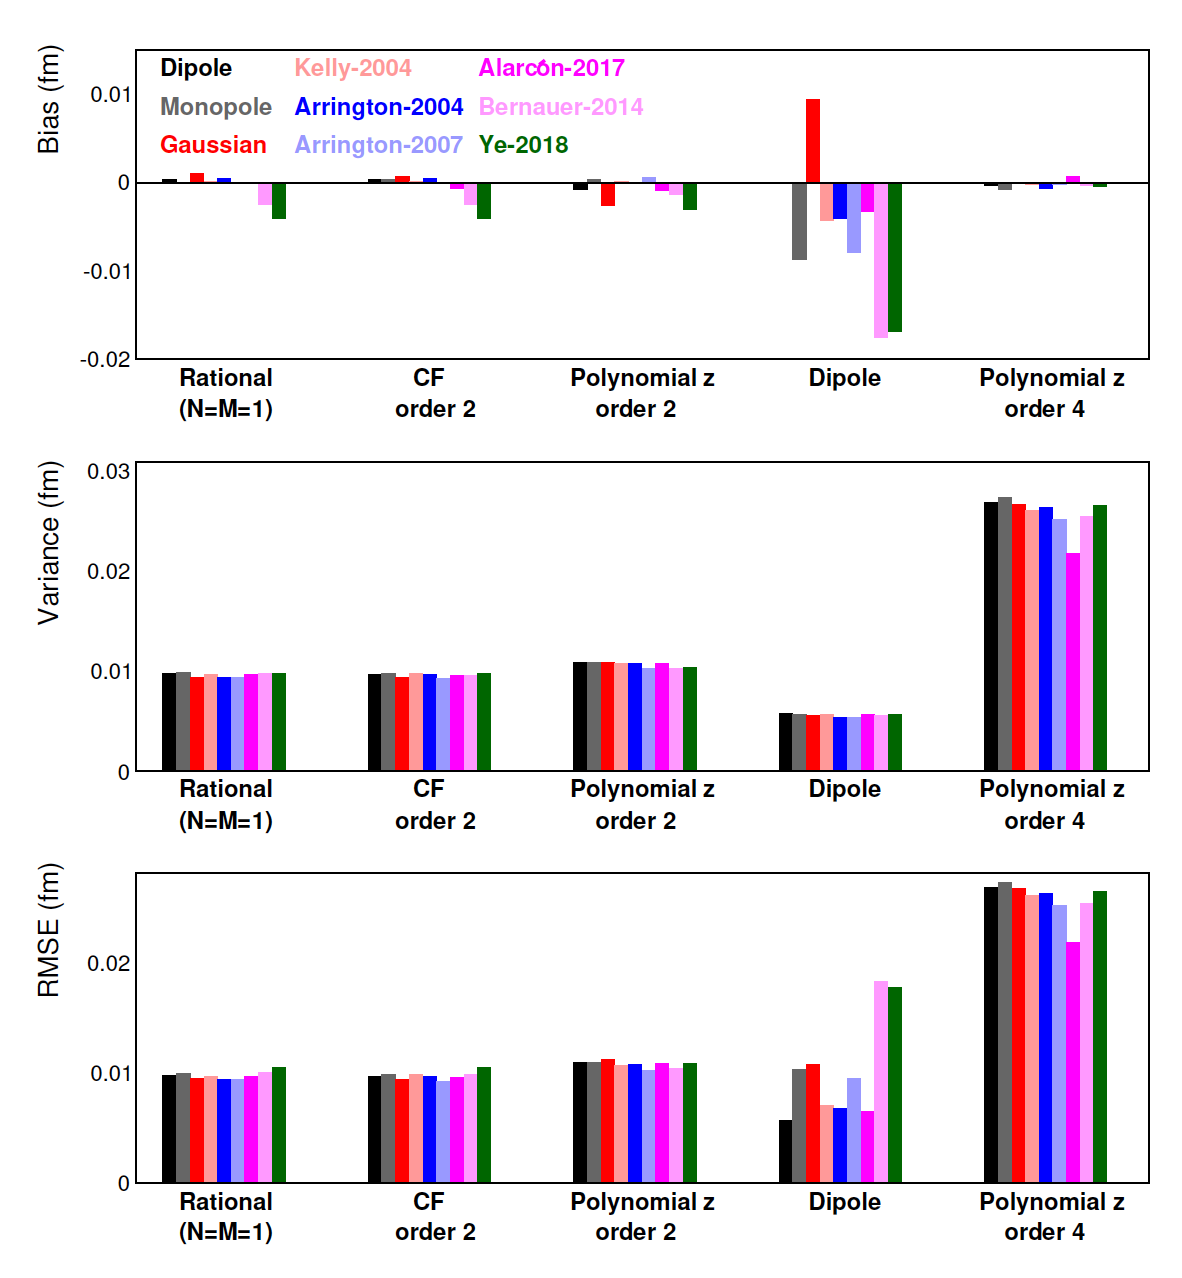 Bias (fm)
0.01
0
-0.01
-0.02
Dipole Kelly-2004 Alarcón-2017
Monopole Arrington-2004 Bernauer-2014
Gaussian Arrington-2007 Ye-2018
Rational CF Polynomial z Dipole Polynomial z
(N=M=1) order 2 order 2 order 4
Variance (fm)
0.03
0.02
0.01
0
Rational CF Polynomial z Dipole Polynomial z
(N=M=1) order 2 order 2 order 4
RMSE (fm)
0.02
0.01
0
Rational CF Polynomial z Dipole Polynomial z
(N=M=1) order 2 order 2 order 4